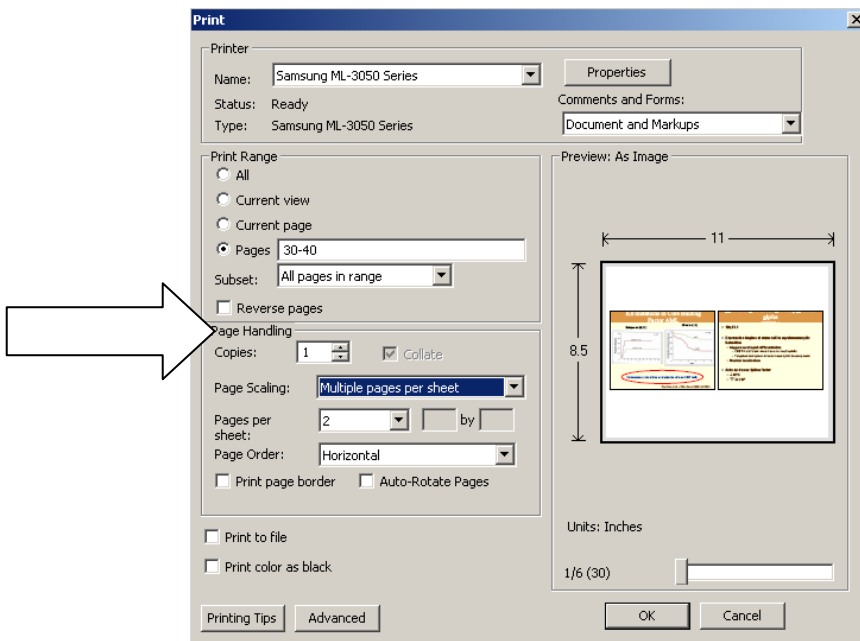 Print
Printer
Name: Samsung ML-3050 Series Properties
Status: Ready Comments and Forms:
Type: Samsung ML-3050 Series Document and Markups
Print Range
All
Current view
Current page
Pages 30-40
Subset: All pages in range
Reverse pages
Page Handling
Copies: 1 Collate
Page Scaling: Multiple pages per sheet
Pages per sheet: 2 by
Page Order: Horizontal
Print page border Auto-Rotate Pages
Print to file
Print color as black
Printing Tips Advanced
Preview: As Image
11
8.5
Units: Inches
1/6 (30)
OK Cancel